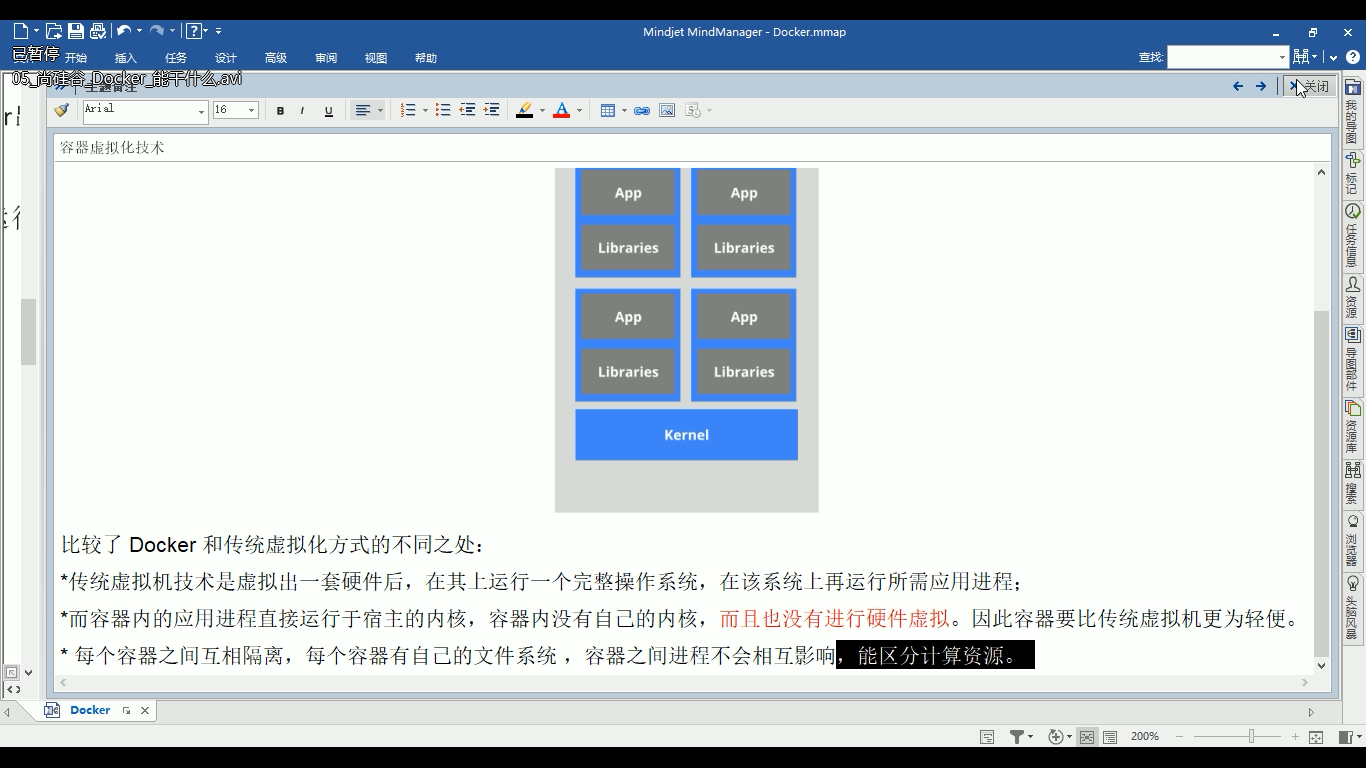 Mindjet MindManager - Docker.mmap
已暂停
开始 插入 任务 设计 高级 审阅 视图 帮助
查找:
05_尚硅谷_Docker_能干什么.avi
主题备注
关闭
Arial
16
B I U
容器虚拟化技术
App App
Libraries Libraries
App App
Libraries Libraries
Kernel
比较了 Docker 和传统虚拟化方式的不同之处：
*传统虚拟机技术是虚拟出一套硬件后，在其上运行一个完整操作系统，在该系统上再运行所需应用进程；
*而容器内的应用进程直接运行于宿主的内核，容器内没有自己的内核，而且也没有进行硬件虚拟。因此容器要比传统虚拟机更为轻便。
* 每个容器之间互相隔离，每个容器有自己的文件系统 ，容器之间进程不会相互影响，能区分计算资源。
我的导图
标记
任务信息
资源
导图部件
资源库
搜索
浏览器
头脑风暴
Docker
200%